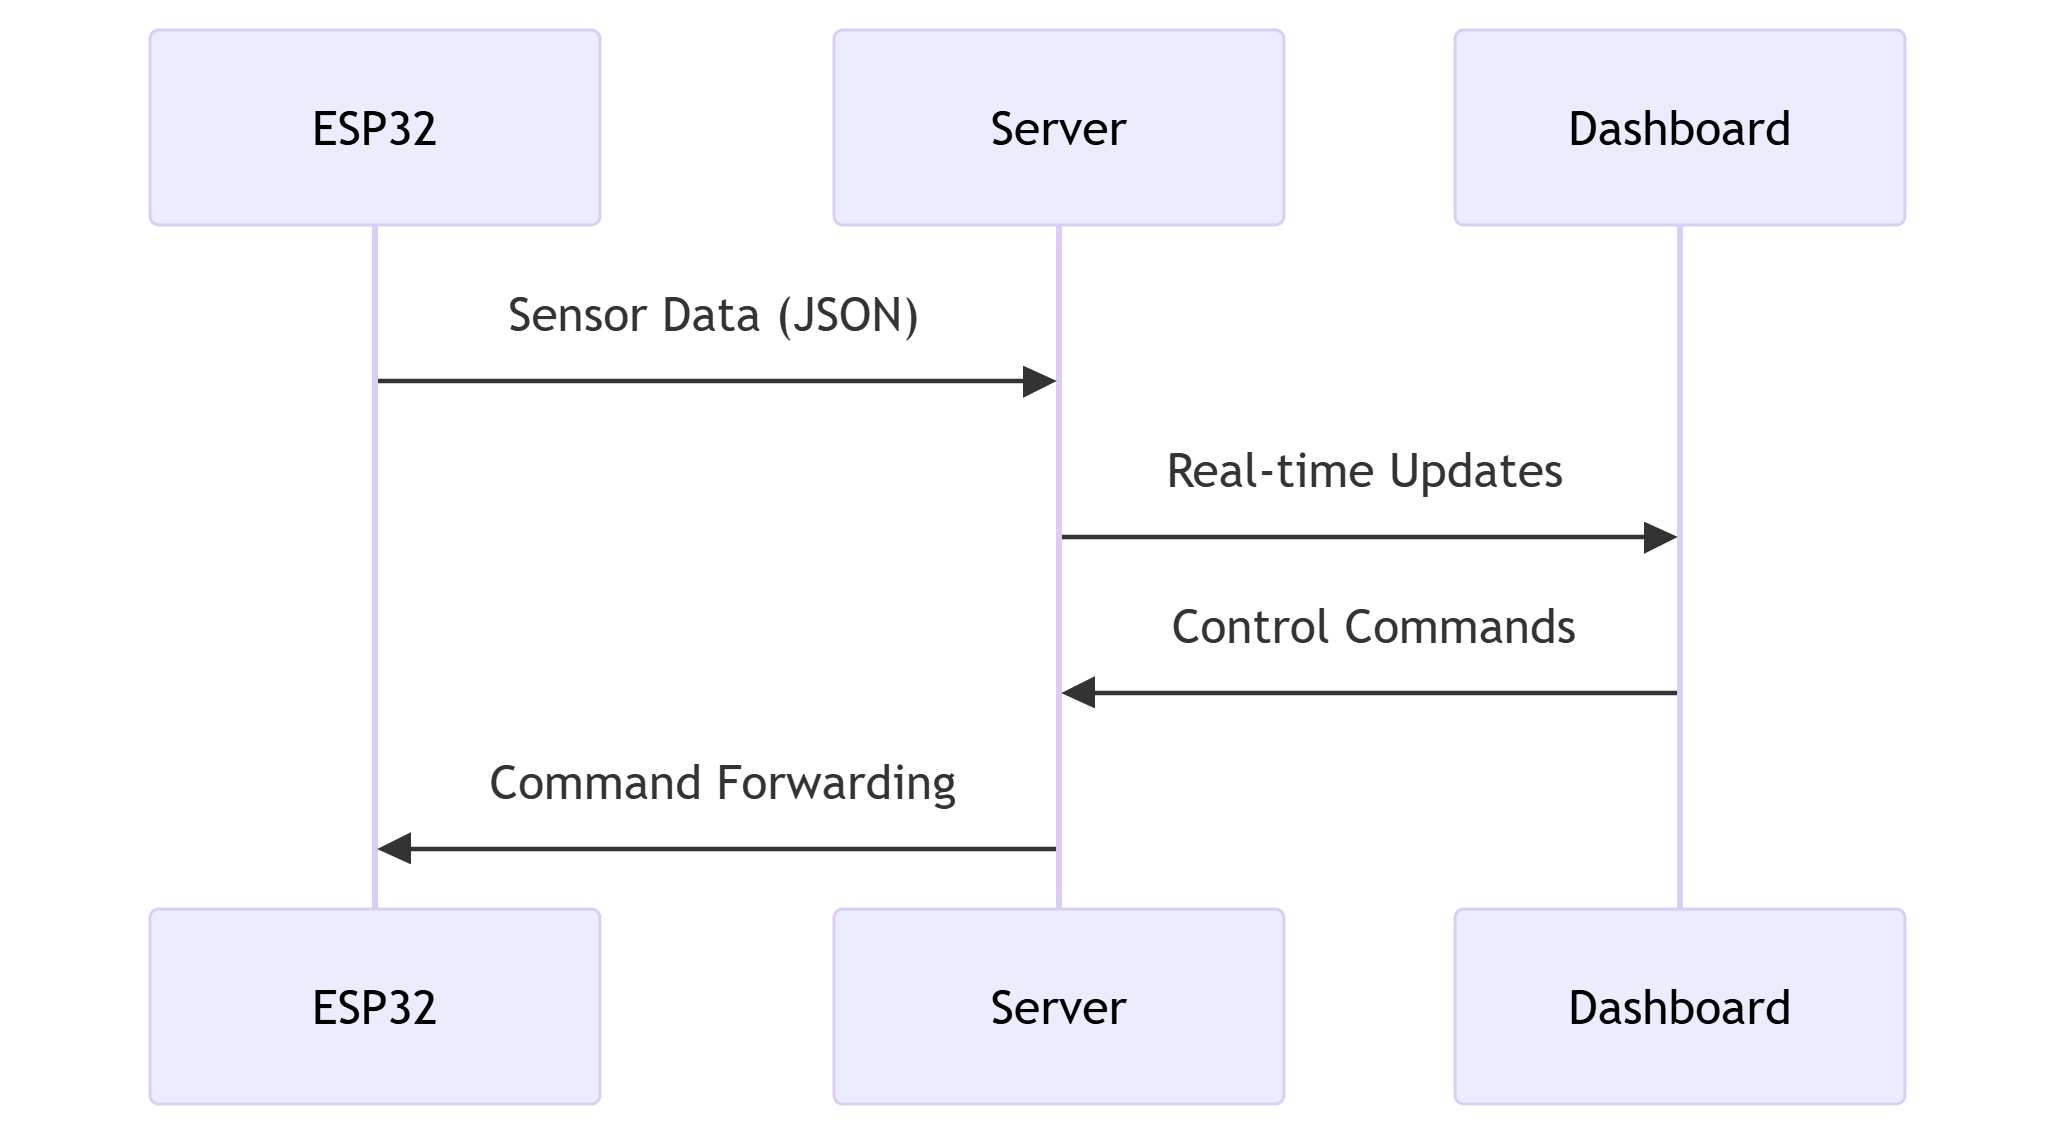 ESP32
Server
Dashboard
Sensor Data (JSON)
Real-time Updates
Control Commands
Command Forwarding
ESP32
Server
Dashboard